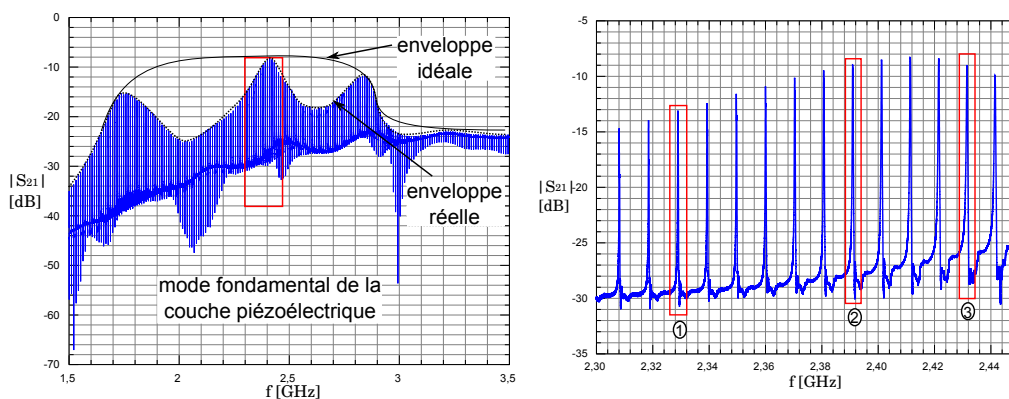 0
-10
-20
-30
-40
-50
-60
-70
|S21|
[dB]
1,5
2
2,5
3
3,5
f [GHz]
enveloppe
idéale
enveloppe
réelle
mode fondamental de la
couche piézoélectrique
-5
-10
-15
-20
-25
-30
-35
|S21|
[dB]
2,30
2,32
2,34
2,36
2,38
2,40
2,42
2,44
f [GHz]
1
2
3